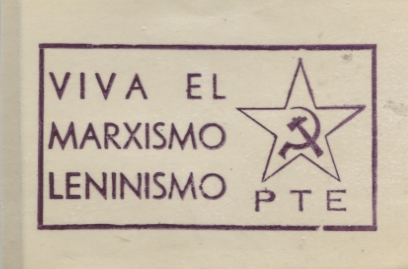 VIVA EL
MARXISMO
LENINISMO
PTE